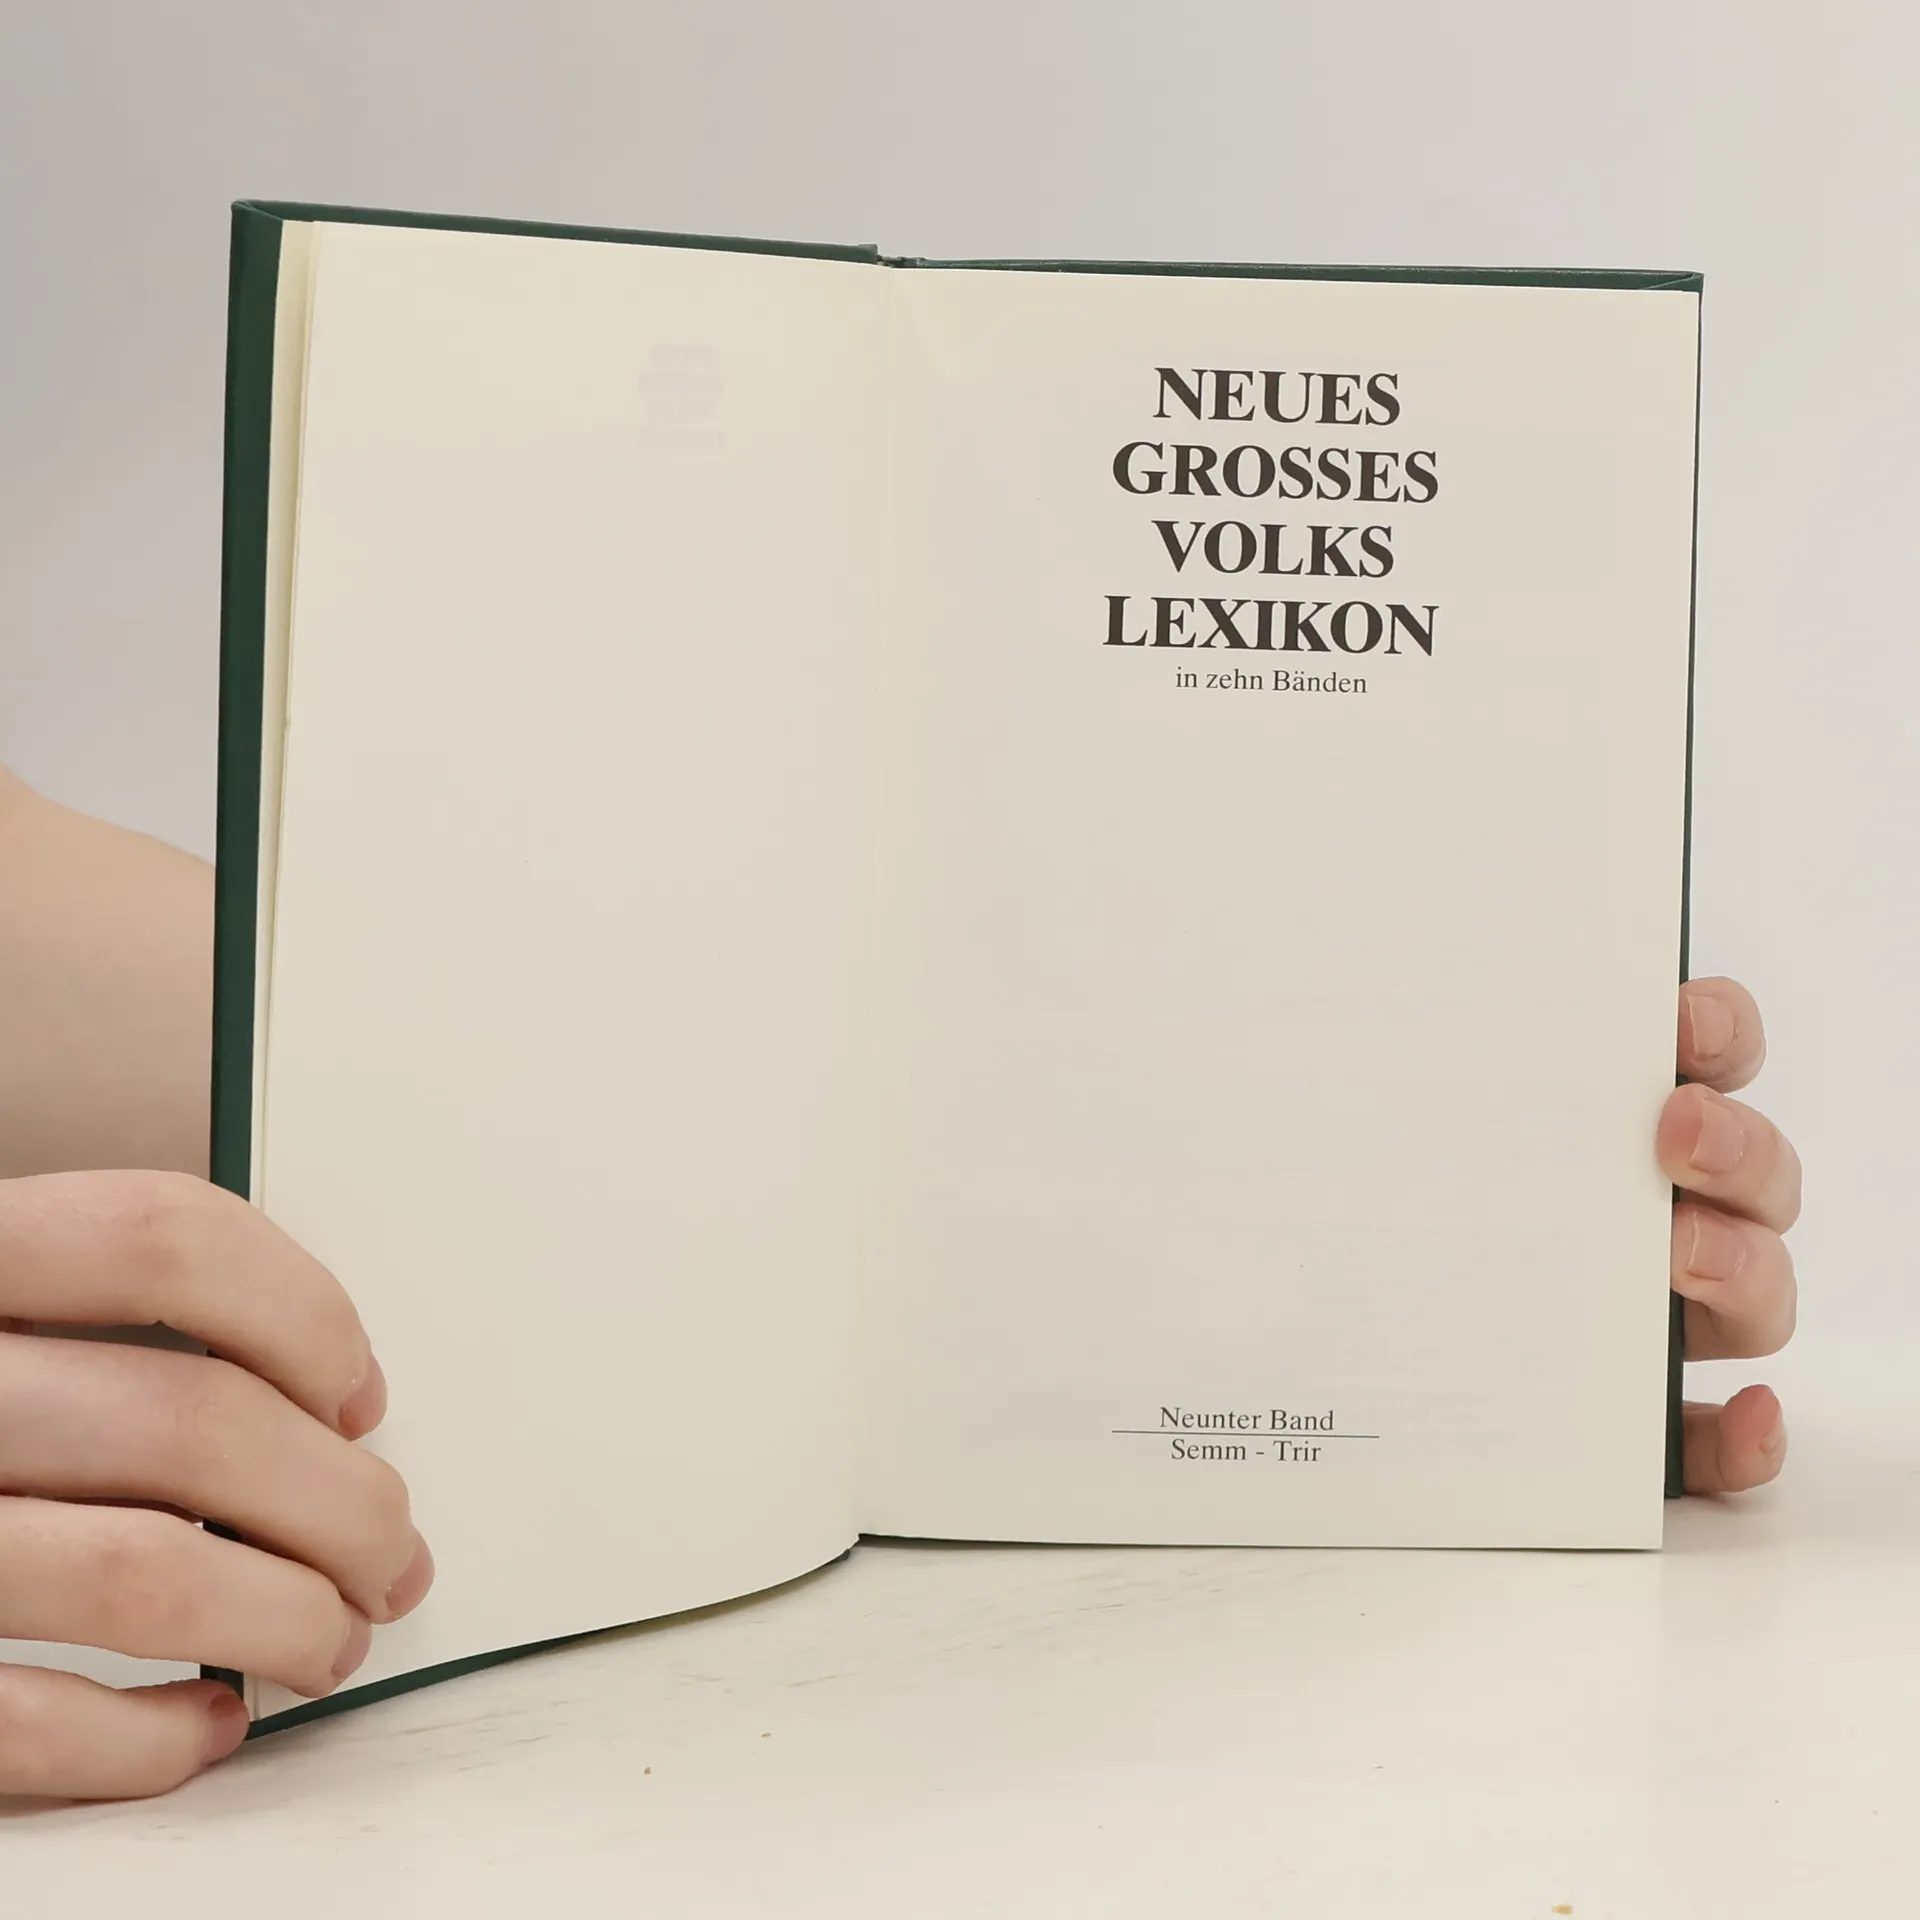 NEUES
GROSSES
VOLKS
LEXIKON
in zehn Bänden
Neunter Band
Semm - Trir